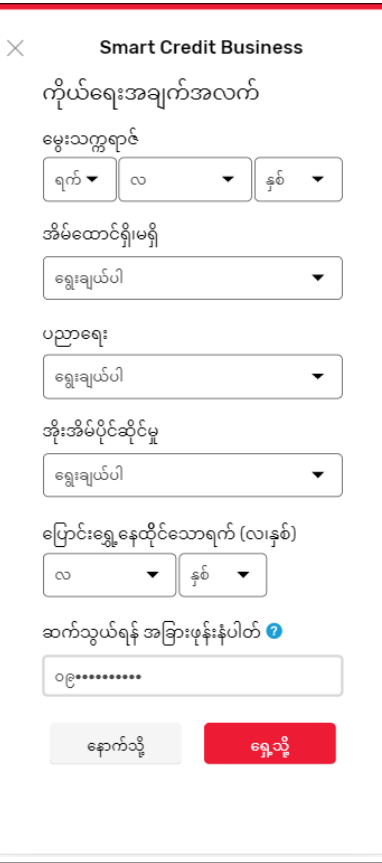 Smart Credit Business
ကိုယ်ရေးအချက်အလက်
မွေးသက္ကရာဇ်
ရက် လ နှစ်
အိမ်ထောင်ရှိ၊မရှိ
ရွေးချယ်ပါ
ပညာရေး
ရွေးချယ်ပါ
အိုးအိမ်ပိုင်ဆိုင်မှု
ရွေးချယ်ပါ
ပြောင်းရွှေ့နေထိုင်သောရက် (လ၊နှစ်)
လ နှစ်
ဆက်သွယ်ရန် အခြားဖုန်းနံပါတ် ?
၀၉••••••••••
နောက်သို့ ရှေ့သို့